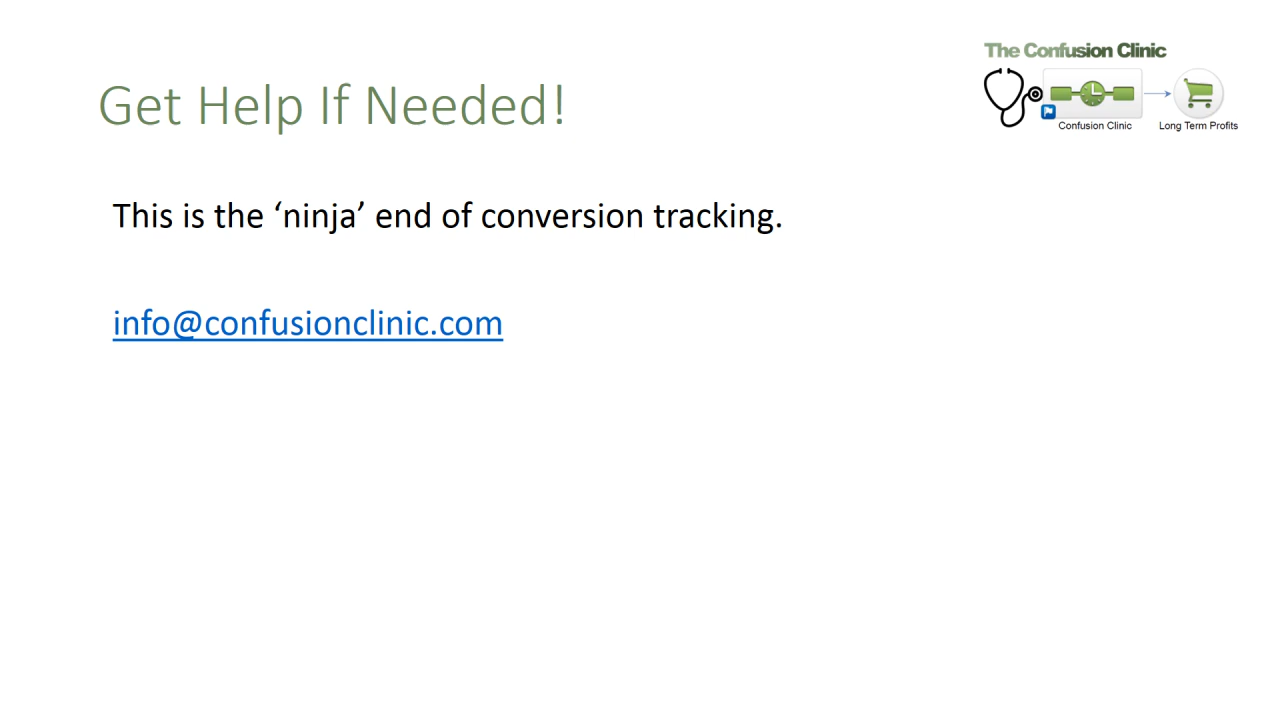 The Confusion Clinic
Get Help If Needed!
Confusion Clinic
Long Term Profits
This is the ‘ninja’ end of conversion tracking.
info@confusionclinic.com